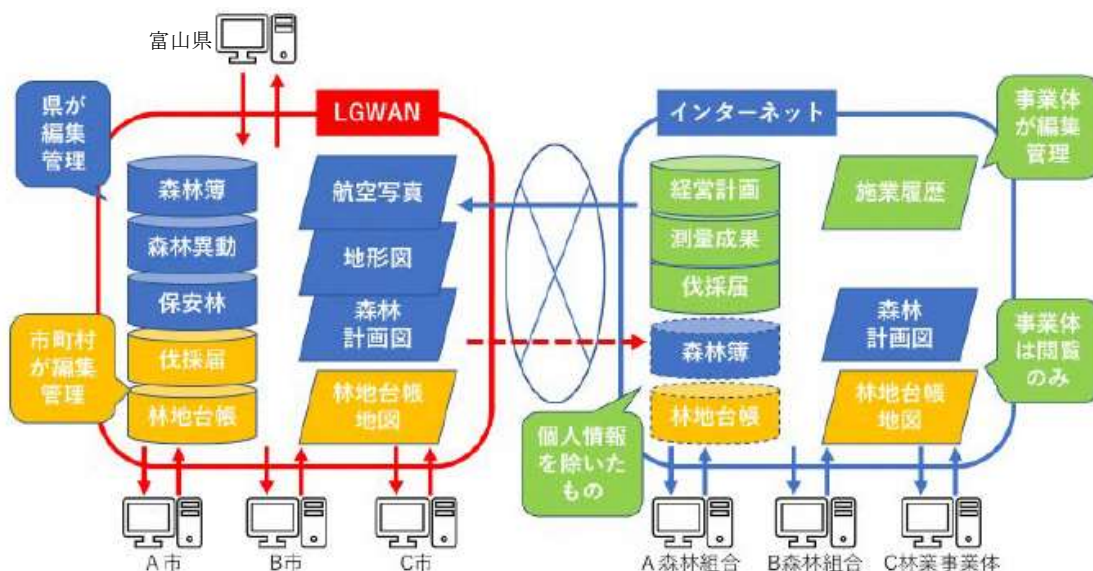 富山県
県が
編集
管理
LGWAN
インターネット
事業体
が編集
管理
森林簿
航空写真
経営計画
施業履歴
森林異動
地形図
測量成果
保安林
森林
計画図
伐採届
森林簿
森林
計画図
市町村
が編集
管理
伐採届
林地台帳
林地台帳
地図
個人情報
を除いた
もの
林地台帳
林地台帳
地図
事業体
は閲覧
のみ
A市
B市
C市
A森林組合
B森林組合
C林業事業体